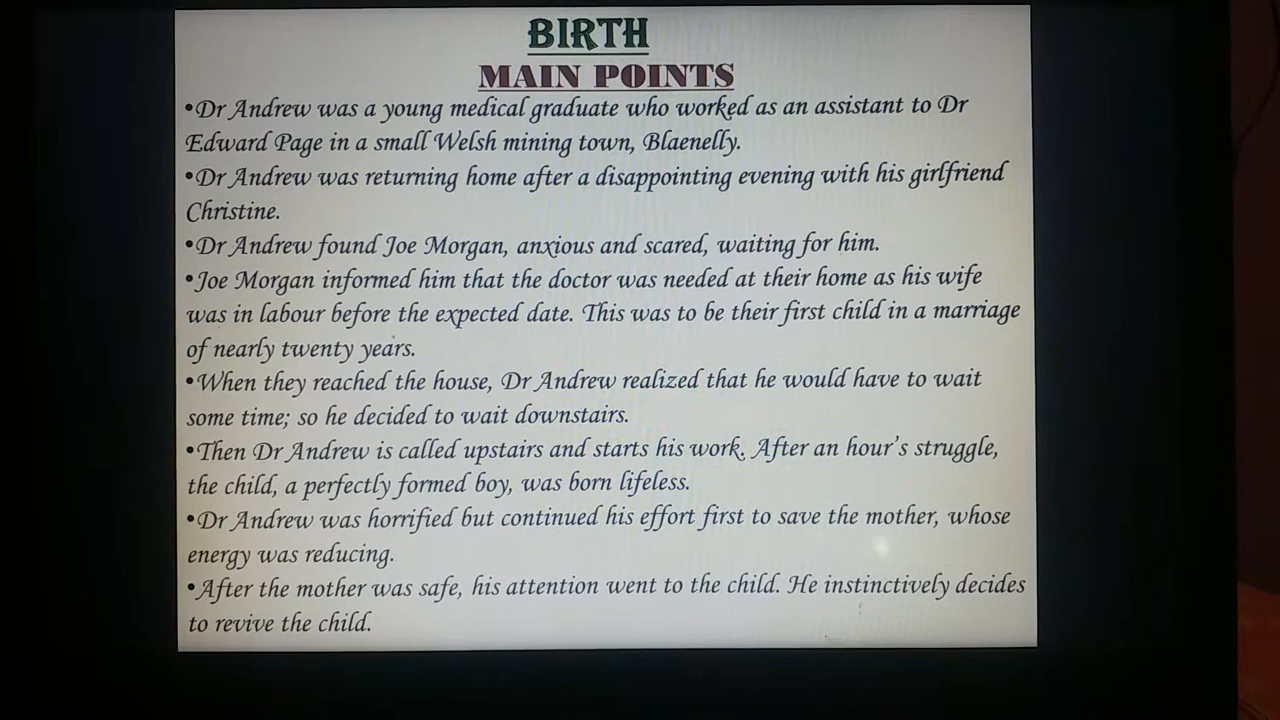 BIRTH
MAIN POINTS
•Dr Andrew was a young medical graduate who worked as an assistant to Dr
Edward Page in a small Welsh mining town, Blaenelly.
•Dr Andrew was returning home after a disappointing evening with his girlfriend
Christine.
•Dr Andrew found Joe Morgan, anxious and scared, waiting for him.
•Joe Morgan informed him that the doctor was needed at their home as his wife
was in labour before the expected date. This was to be their first child in a marriage
of nearly twenty years.
•When they reached the house, Dr Andrew realized that he would have to wait
some time; so he decided to wait downstairs.
•Then Dr Andrew is called upstairs and starts his work. After an hour's struggle,
the child, a perfectly formed boy, was born lifeless.
•Dr Andrew was horrified but continued his effort first to save the mother, whose
energy was reducing.
•After the mother was safe, his attention went to the child. He instinctively decides
to revive the child.